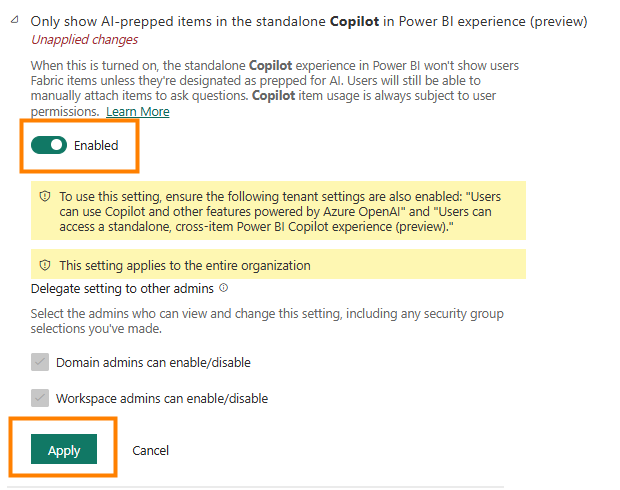 Only show AI-prepped items in the standalone Copilot in Power BI experience (preview)
Unapplied changes
When this is turned on, the standalone Copilot experience in Power BI won't show users
Fabric items unless they're designated as prepped for AI. Users will still be able to
manually attach items to ask questions. Copilot item usage is always subject to user
permissions. Learn More
Enabled
To use this setting, ensure the following tenant settings are also enabled: "Users
can use Copilot and other features powered by Azure OpenAI" and "Users can
access a standalone, cross-item Power BI Copilot experience (preview)."
This setting applies to the entire organization
Delegate setting to other admins
Select the admins who can view and change this setting, including any security group
selections you've made.
Domain admins can enable/disable
Workspace admins can enable/disable
Apply Cancel